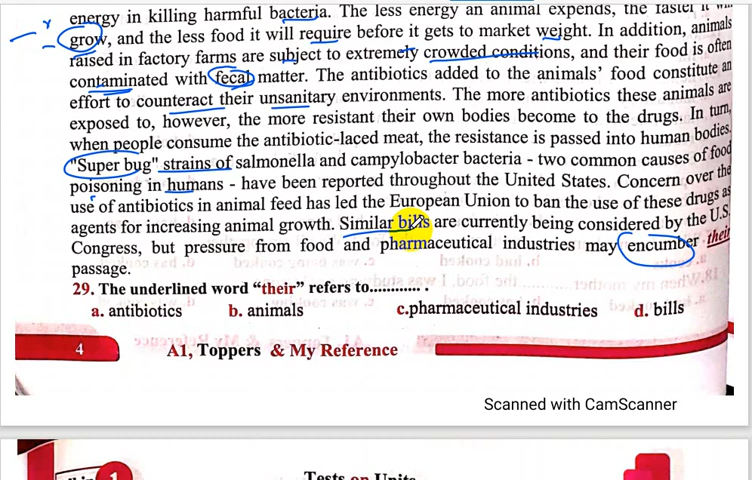 energy in killing harmful bacteria. The less energy an animal expends, the faster it will
grow, and the less food it will require before it gets to market weight. In addition, animals
raised in factory farms are subject to extremely crowded conditions, and their food is often
contaminated with fecal matter. The antibiotics added to the animals' food constitute an
effort to counteract their unsanitary environments. The more antibiotics these animals are
exposed to, however, the more resistant their own bodies become to the drugs. In turn,
when people consume the antibiotic-laced meat, the resistance is passed into human bodies.
"Super bug" strains of salmonella and campylobacter bacteria - two common causes of food
poisoning in humans - have been reported throughout the United States. Concern over the
use of antibiotics in animal feed has led the European Union to ban the use of these drugs as
agents for increasing animal growth. Similar bills are currently being considered by the U.S.
Congress, but pressure from food and pharmaceutical industries may encumber their
passage.
29. The underlined word “their” refers to............ .
a. antibiotics b. animals c.pharmaceutical industries d. bills
4 A1, Toppers & My Reference
Scanned with CamScanner
1 Tests on Units